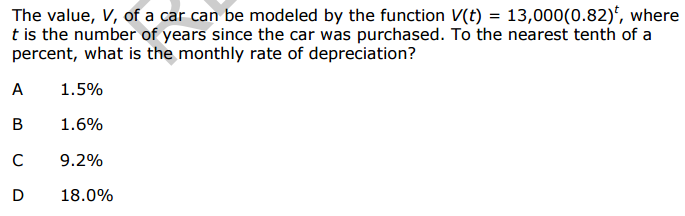 The value, V, of a car can be modeled by the function V(t) = 13,000(0.82)ᵗ, where
t is the number of years since the car was purchased. To the nearest tenth of a
percent, what is the monthly rate of depreciation?
A 1.5%
B 1.6%
C 9.2%
D 18.0%